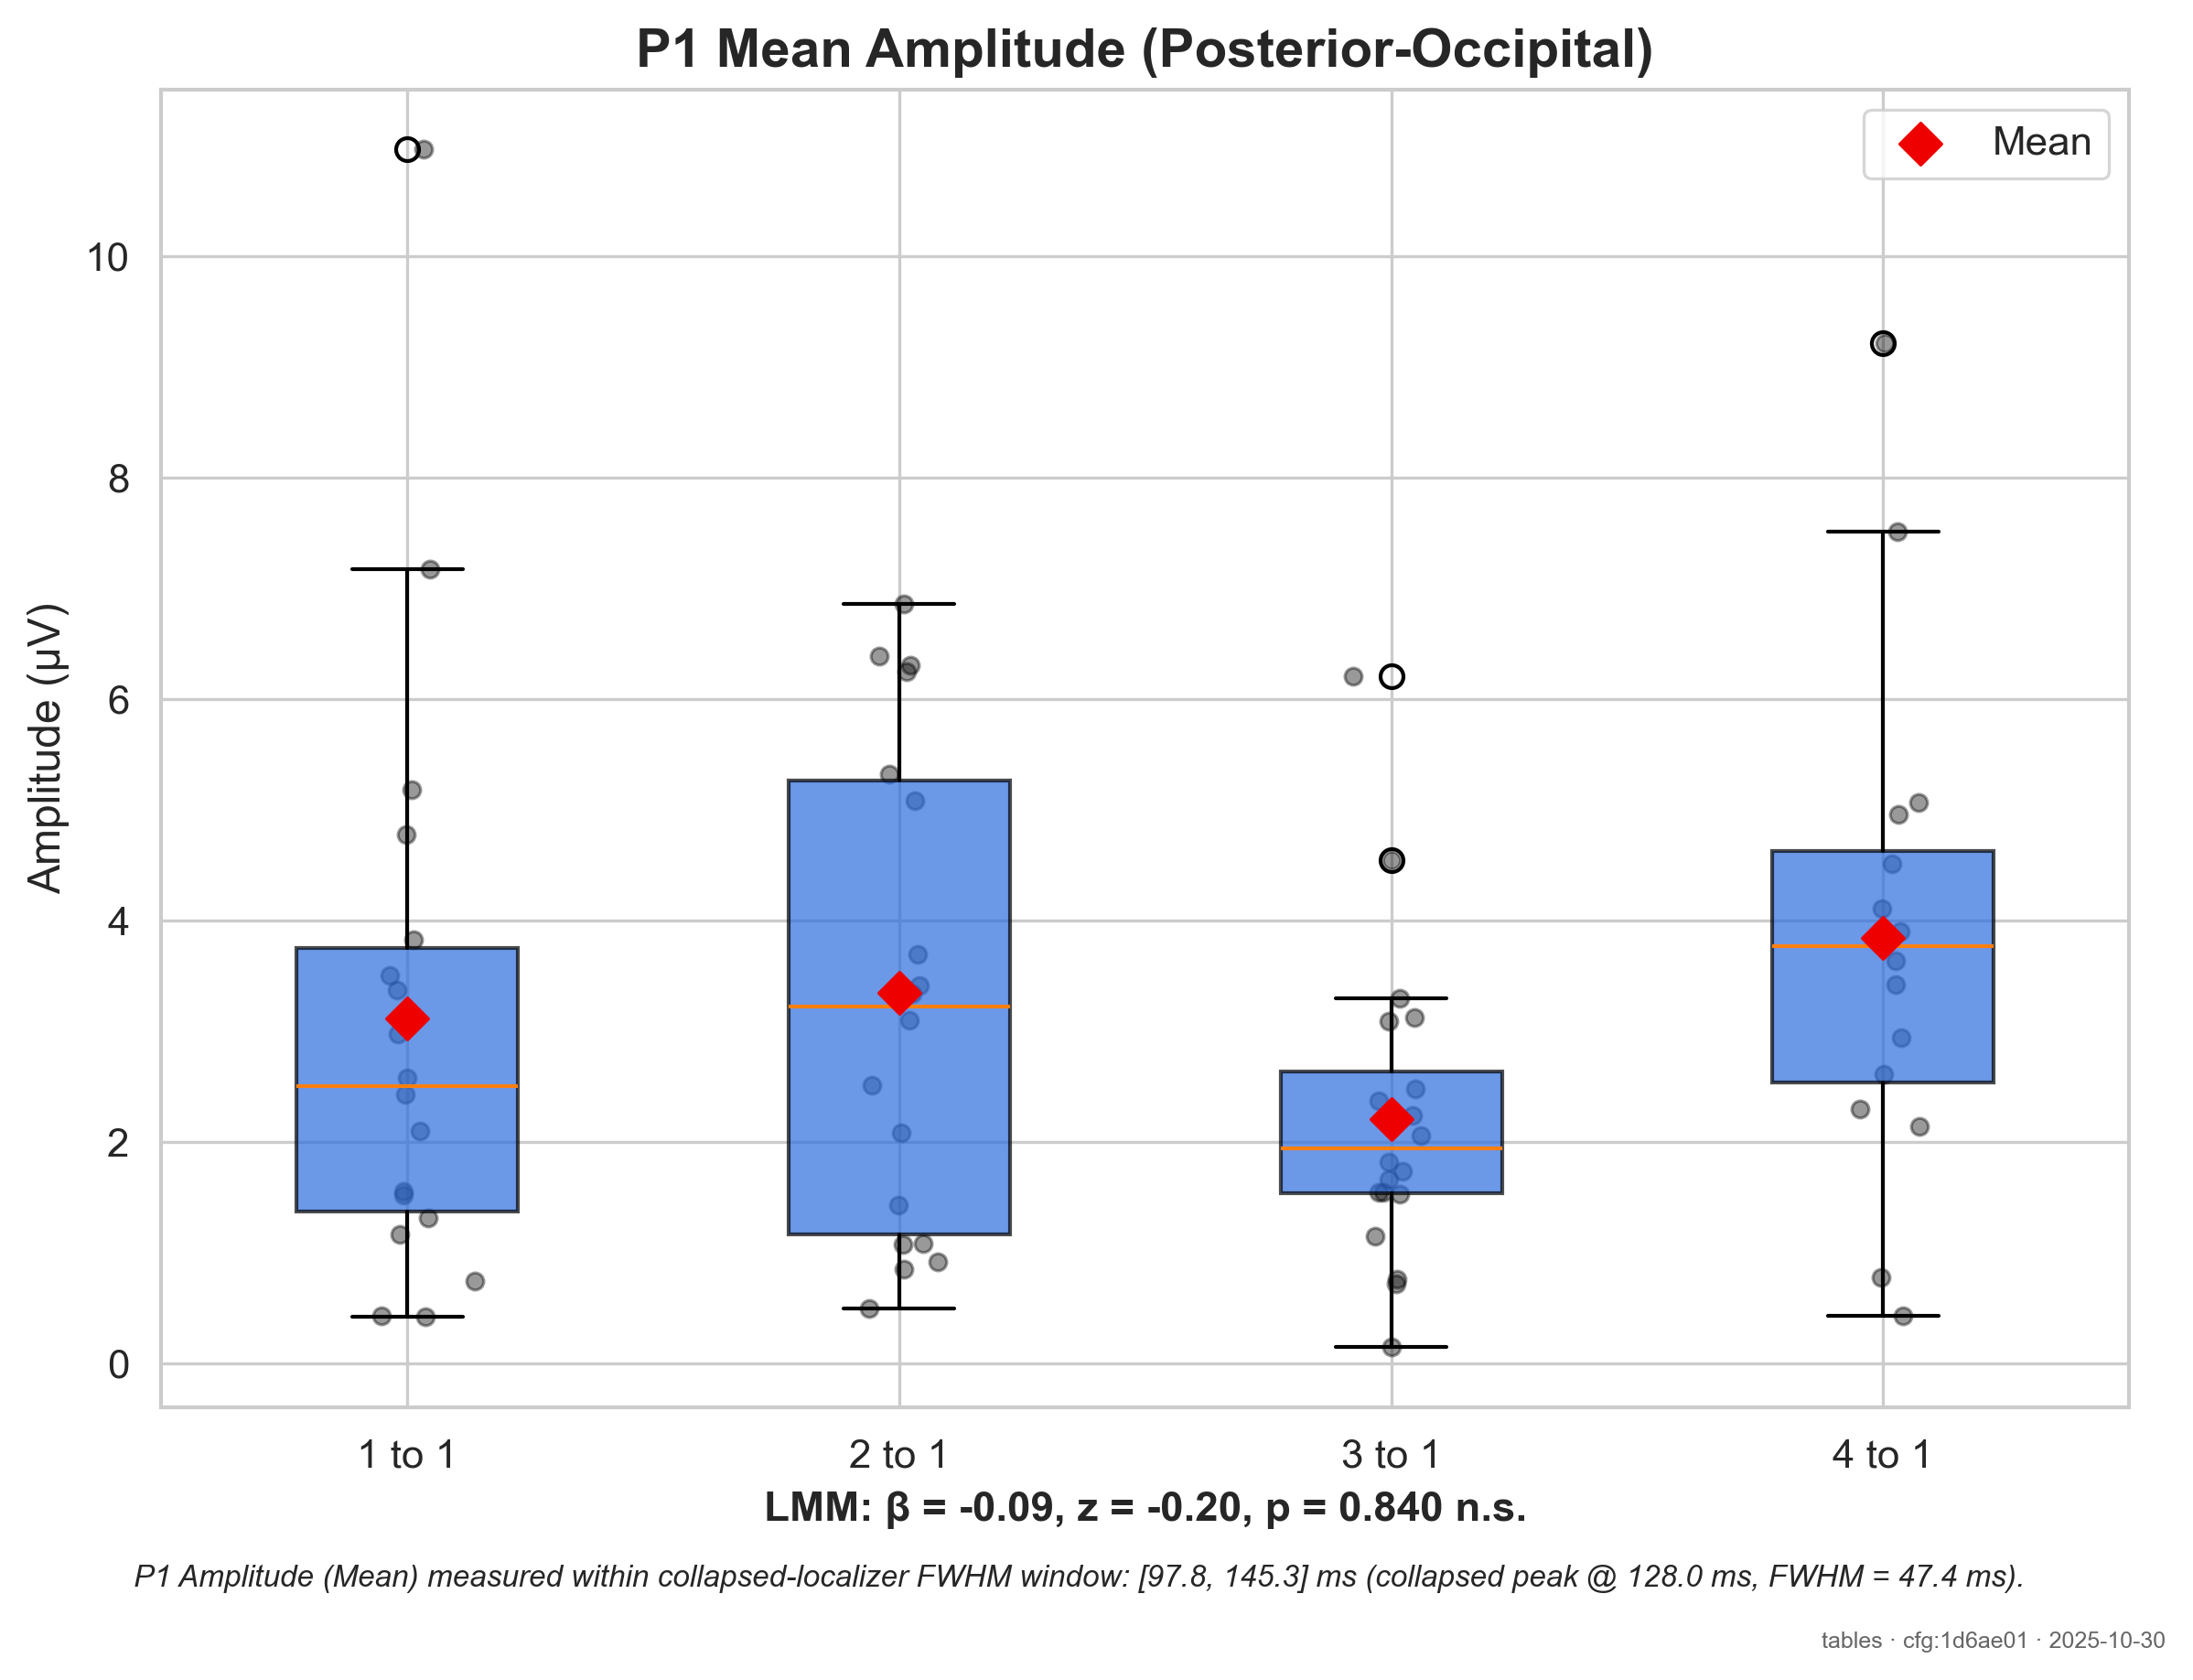 P1 Mean Amplitude (Posterior-Occipital)
Mean
Amplitude (µV)
10
8
6
4
2
0
1 to 1
2 to 1
3 to 1
4 to 1
LMM: β = -0.09, z = -0.20, p = 0.840 n.s.
P1 Amplitude (Mean) measured within collapsed-localizer FWHM window: [97.8, 145.3] ms (collapsed peak @ 128.0 ms, FWHM = 47.4 ms).
tables · cfg:1d6ae01 · 2025-10-30